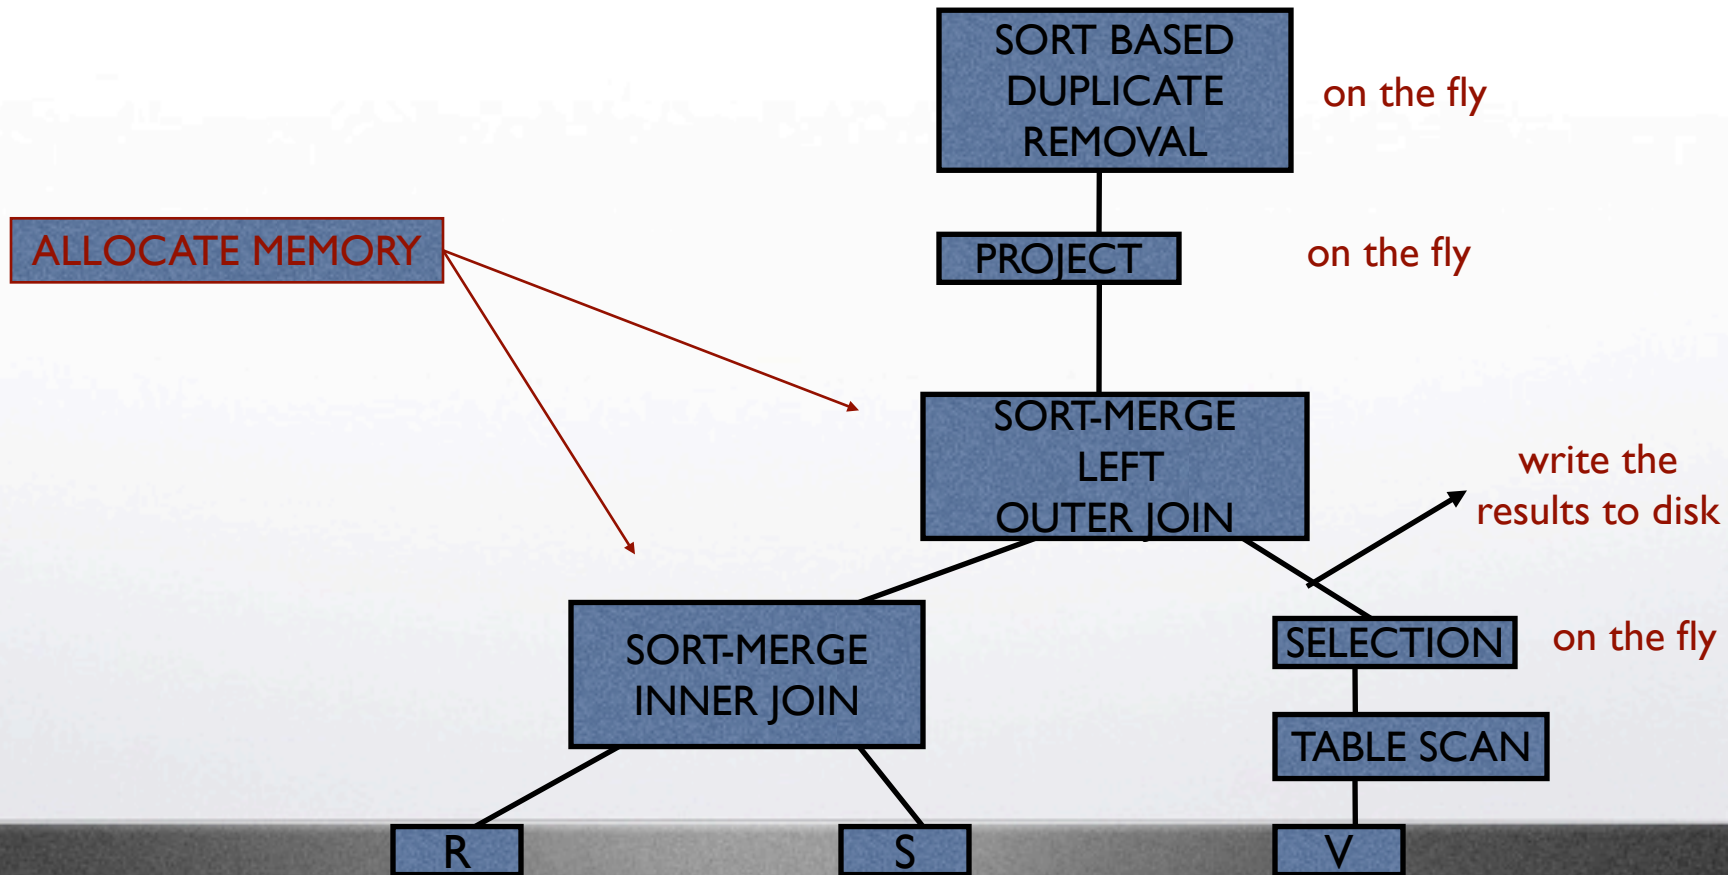 SORT BASED
DUPLICATE
REMOVAL
on the fly
ALLOCATE MEMORY
PROJECT
on the fly
SORT-MERGE
LEFT
OUTER JOIN
write the
results to disk
SORT-MERGE
INNER JOIN
SELECTION
on the fly
TABLE SCAN
R
S
V